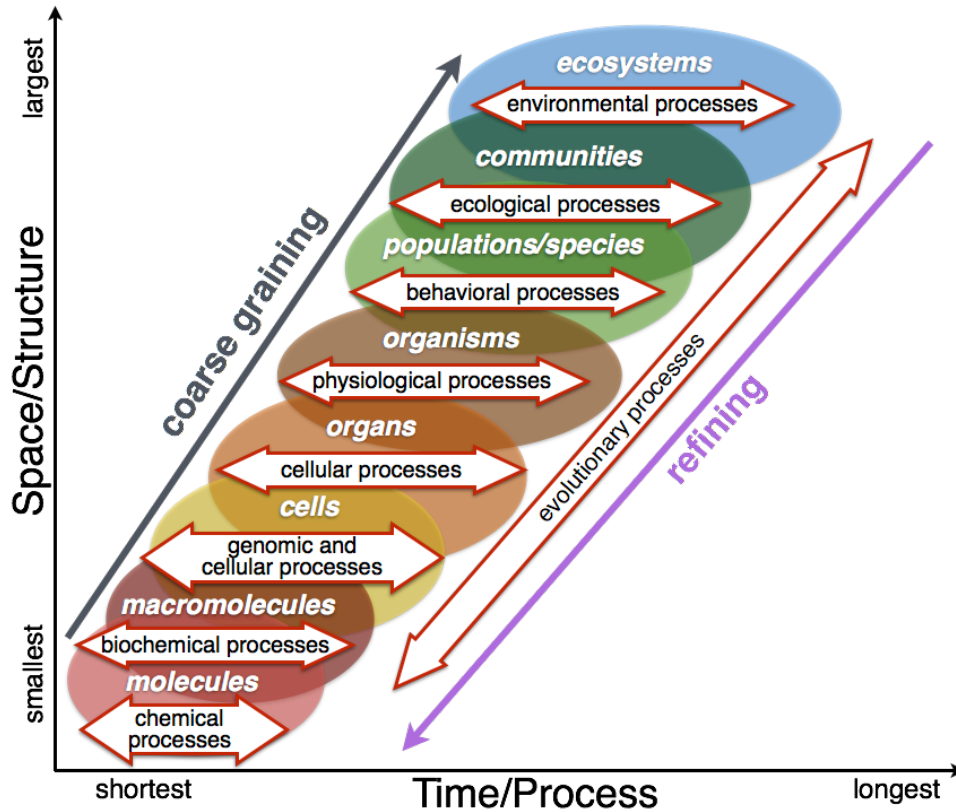 largest
ecosystems
environmental processes
communities
ecological processes
populations/species
behavioral processes
organisms
physiological processes
organs
cellular processes
cells
genomic and
cellular processes
macromolecules
biochemical processes
molecules
chemical
processes
coarse graining
evolutionary processes
refining
Space/Structure
smallest
shortest
Time/Process
longest